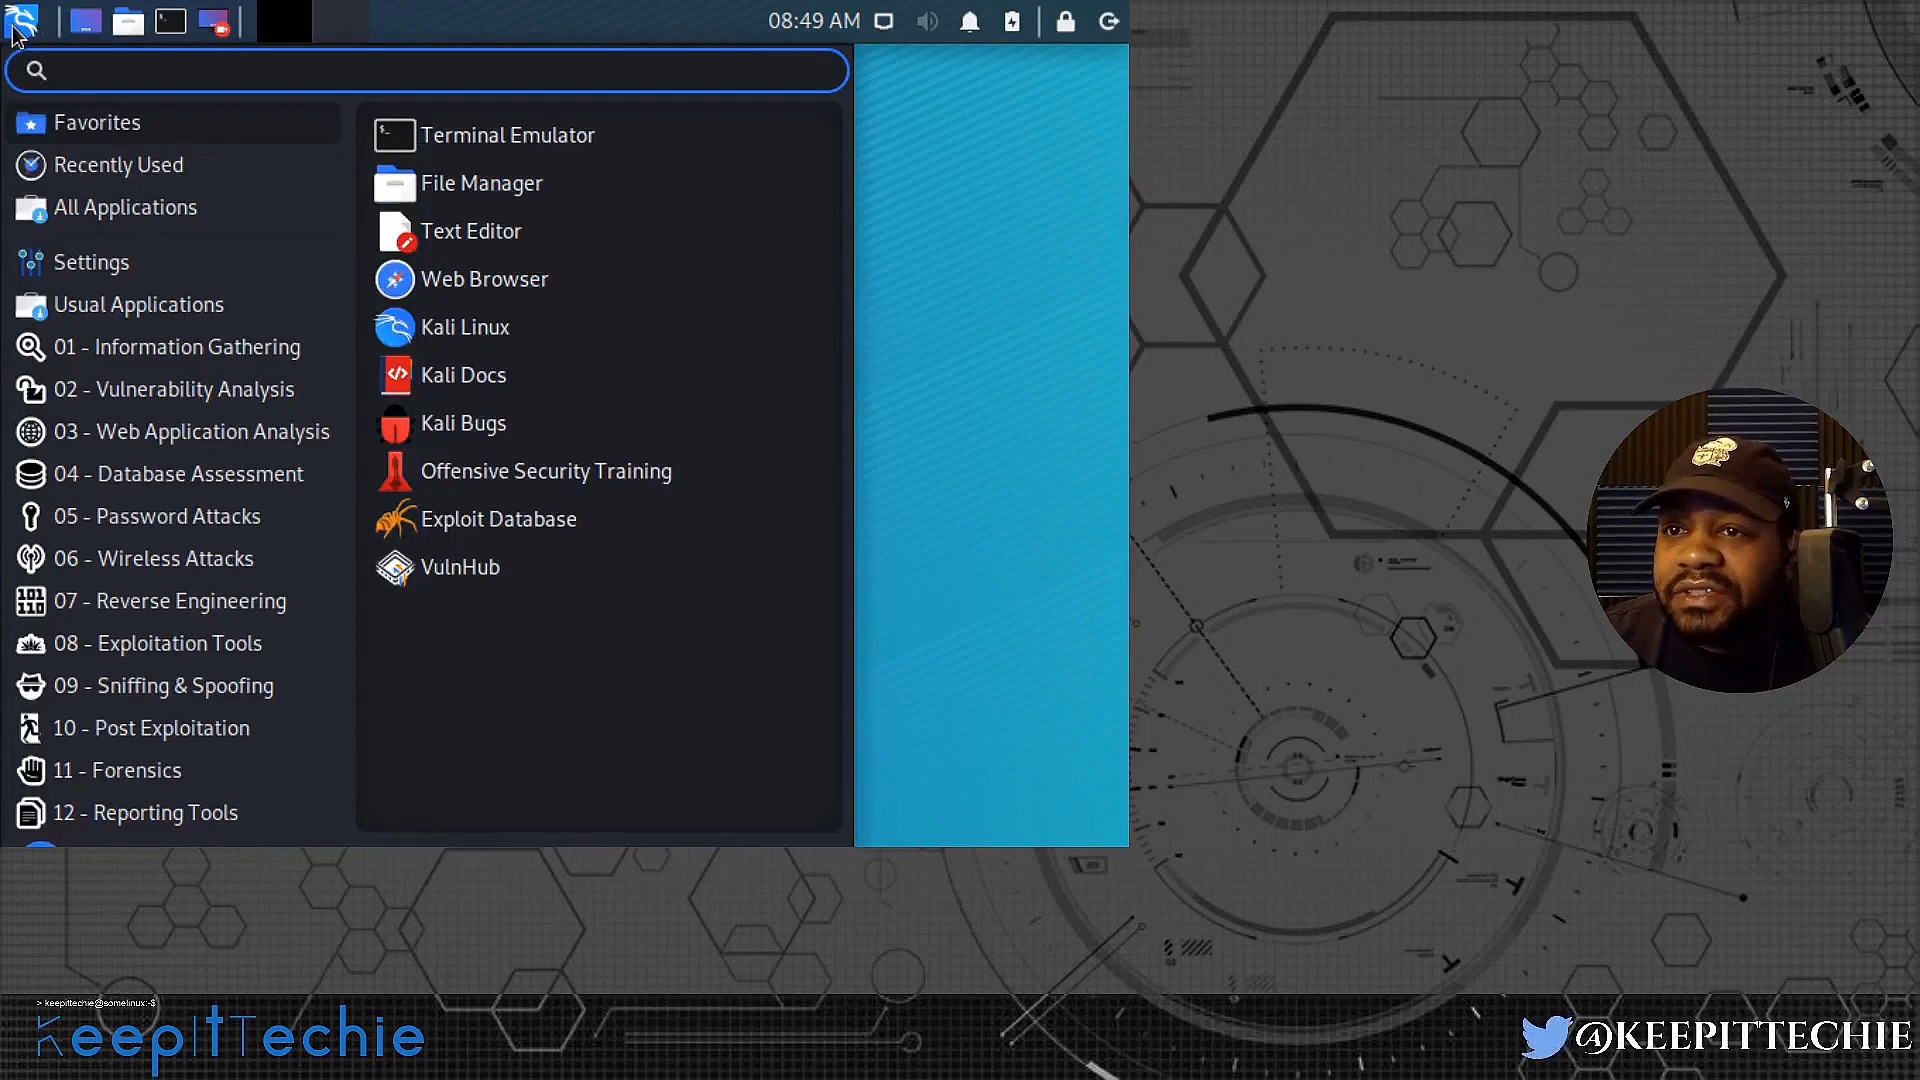 08:49 AM
Favorites
Recently Used
All Applications
Settings
Usual Applications
01 - Information Gathering
02 - Vulnerability Analysis
03 - Web Application Analysis
04 - Database Assessment
05 - Password Attacks
06 - Wireless Attacks
07 - Reverse Engineering
08 - Exploitation Tools
09 - Sniffing & Spoofing
10 - Post Exploitation
11 - Forensics
12 - Reporting Tools
Terminal Emulator
File Manager
Text Editor
Web Browser
Kali Linux
Kali Docs
Kali Bugs
Offensive Security Training
Exploit Database
VulnHub
> keepittechie@somelinux:~$
KeepItTechie
@KEEPITTECHIE